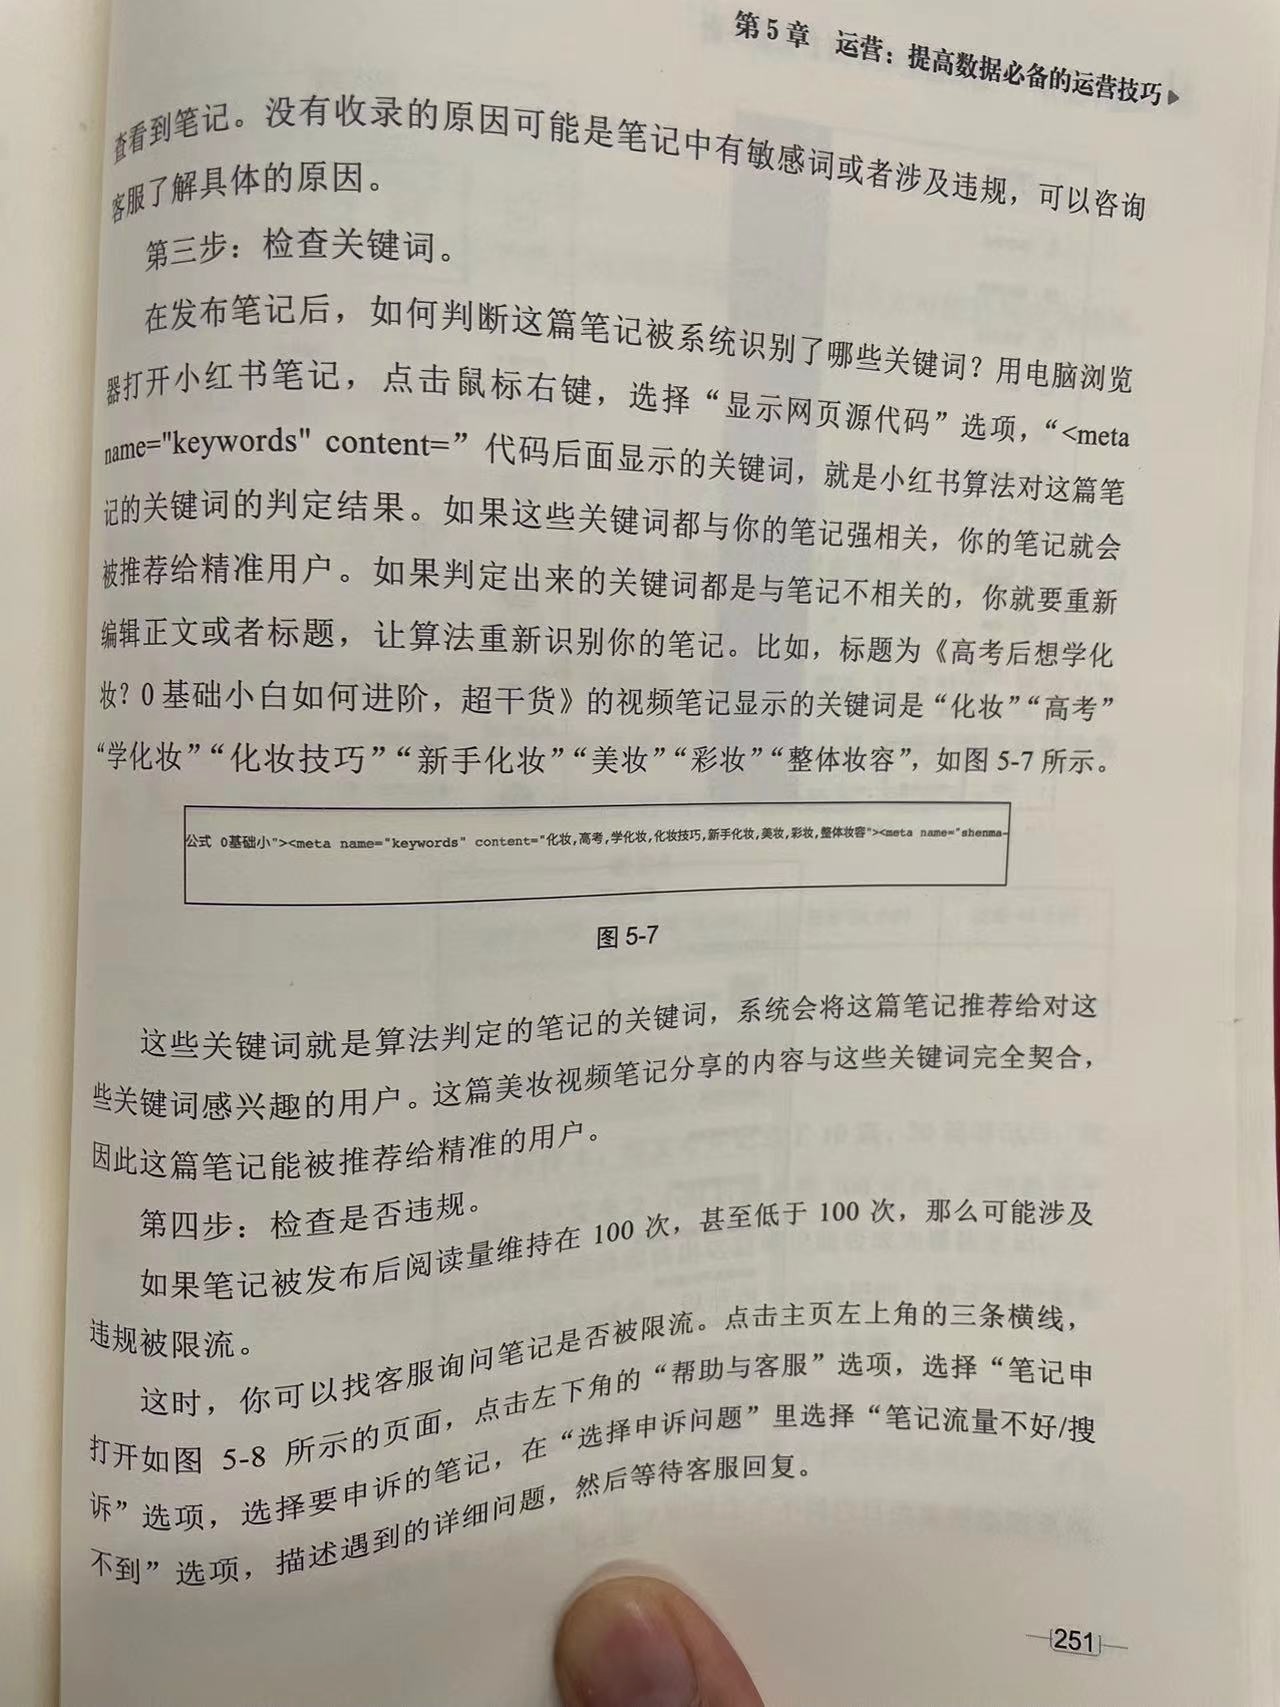 第 5 章　运营：提高数据必备的运营技巧
查看到笔记。没有收录的原因可能是笔记中有敏感词或者涉及违规，可以咨询
客服了解具体的原因。
第三步：检查关键词。
在发布笔记后，如何判断这篇笔记被系统识别了哪些关键词？用电脑浏览
器打开小红书笔记，点击鼠标右键，选择“显示网页源代码”选项，“<meta
name="keywords" content=”代码后面显示的关键词，就是小红书算法对这篇笔
记的关键词的判定结果。如果这些关键词都与你的笔记强相关，你的笔记就会
被推荐给精准用户。如果判定出来的关键词都是与笔记不相关的，你就要重新
编辑正文或者标题，让算法重新识别你的笔记。比如，标题为《高考后想学化
妆？0 基础小白如何进阶，超干货》的视频笔记显示的关键词是“化妆”“高考”
“学化妆”“化妆技巧”“新手化妆”“美妆”“彩妆”“整体妆容”，如图 5-7 所示。
公式 0基础小"><meta name="keywords" content="化妆,高考,学化妆,化妆技巧,新手化妆,美妆,彩妆,整体妆容"><meta name="shenma-
图 5-7
这些关键词就是算法判定的笔记的关键词，系统会将这篇笔记推荐给对这
些关键词感兴趣的用户。这篇美妆视频笔记分享的内容与这些关键词完全契合，
因此这篇笔记能被推荐给精准的用户。
第四步：检查是否违规。
如果笔记被发布后阅读量维持在 100 次，甚至低于 100 次，那么可能涉及
违规被限流。
这时，你可以找客服询问笔记是否被限流。点击主页左上角的三条横线，
打开如图 5-8 所示的页面，点击左下角的“帮助与客服”选项，选择“笔记申
诉”选项，选择要申诉的笔记，在“选择申诉问题”里选择“笔记流量不好/搜
不到”选项，描述遇到的详细问题，然后等待客服回复。
251